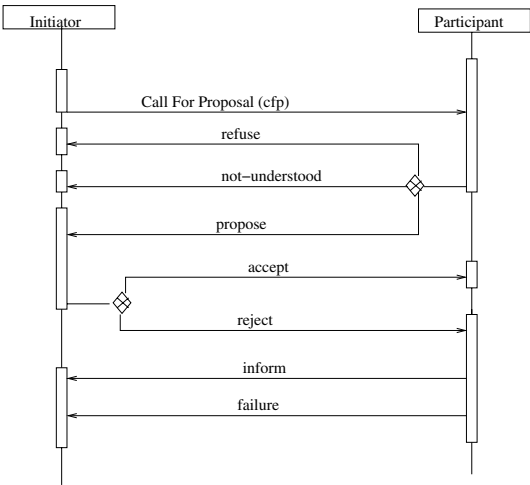 Initiator
Participant
Call For Proposal (cfp)
refuse
not-understood
propose
accept
reject
inform
failure